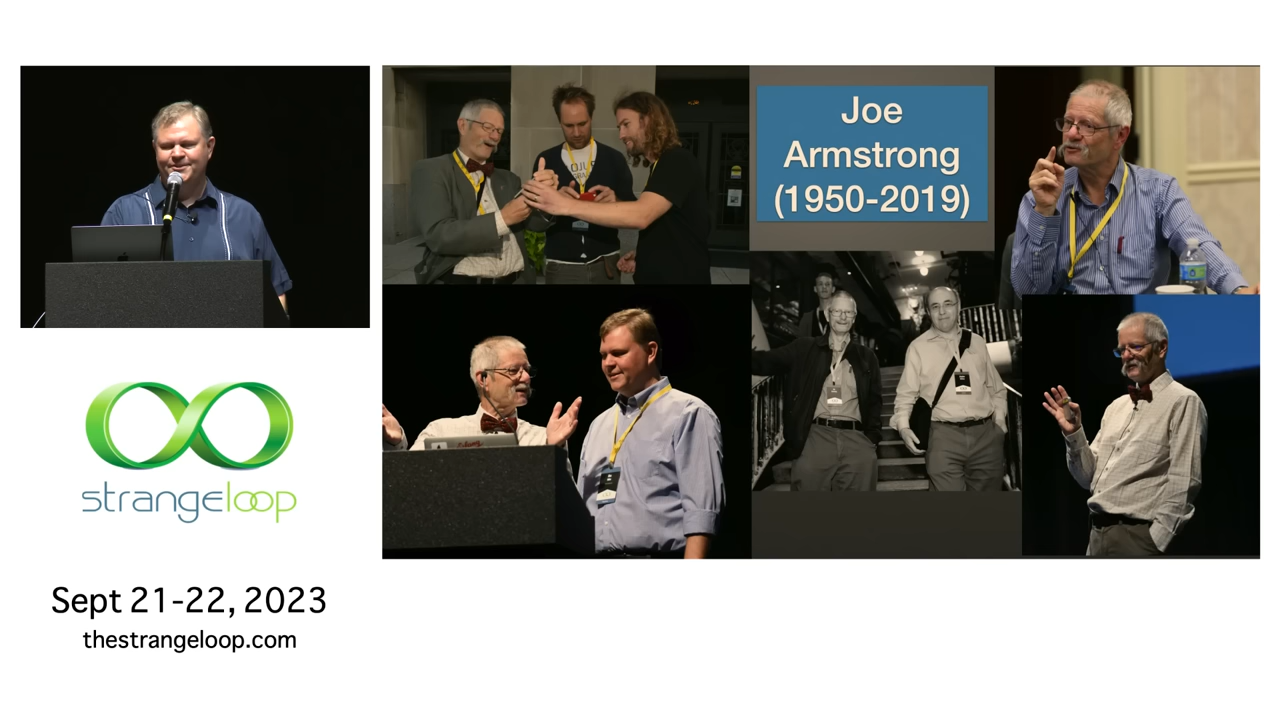 Joe
Armstrong
(1950-2019)
strangeloop
Sept 21-22, 2023
thestrangeloop.com